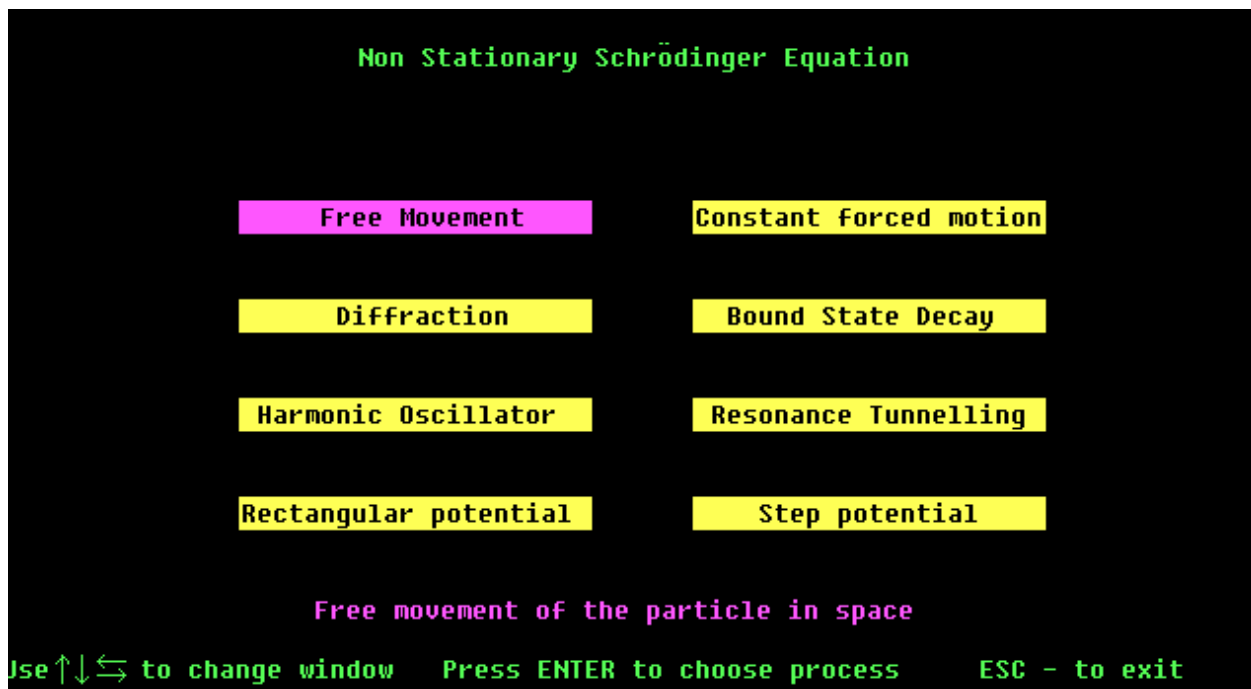 Non Stationary Schrödinger Equation
Free Movement Constant forced motion
Diffraction Bound State Decay
Harmonic Oscillator Resonance Tunnelling
Rectangular potential Step potential
Free movement of the particle in space
Use ↑↓⇆ to change window Press ENTER to choose process ESC - to exit